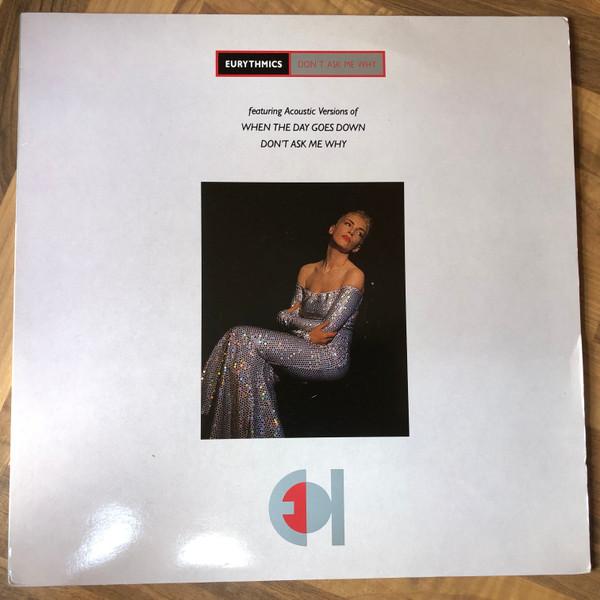 EURYTHMICS DON'T ASK ME WHY
featuring Acoustic Versions of
WHEN THE DAY GOES DOWN
DON'T ASK ME WHY